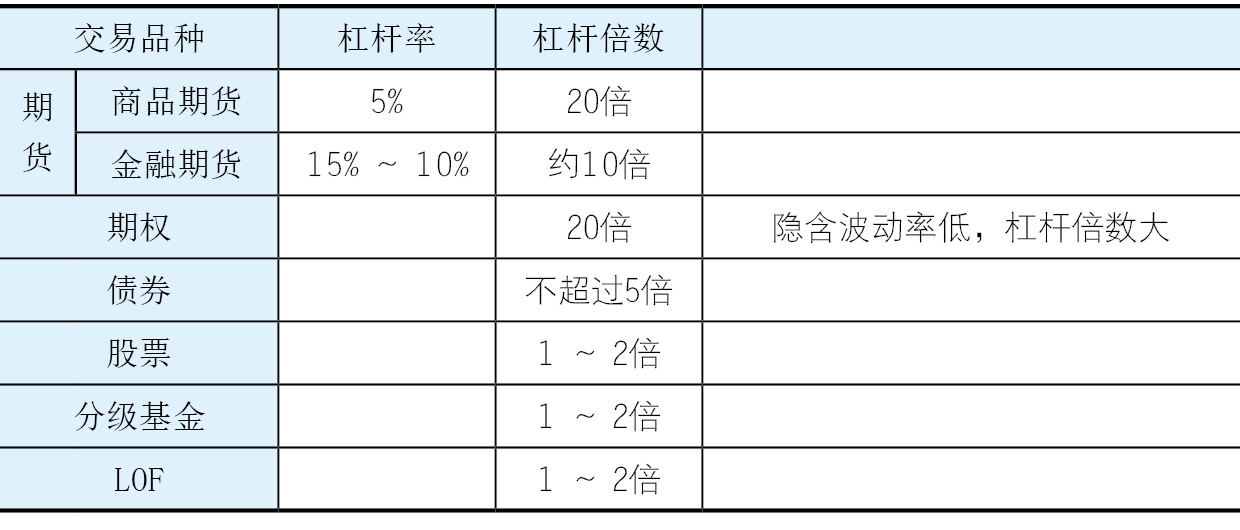 交易品种 杠杆率 杠杆倍数
期货 商品期货 5% 20倍
金融期货 15% ~ 10% 约10倍
期权 20倍 隐含波动率低，杠杆倍数大
债券 不超过5倍
股票 1 ~ 2倍
分级基金 1 ~ 2倍
LOF 1 ~ 2倍